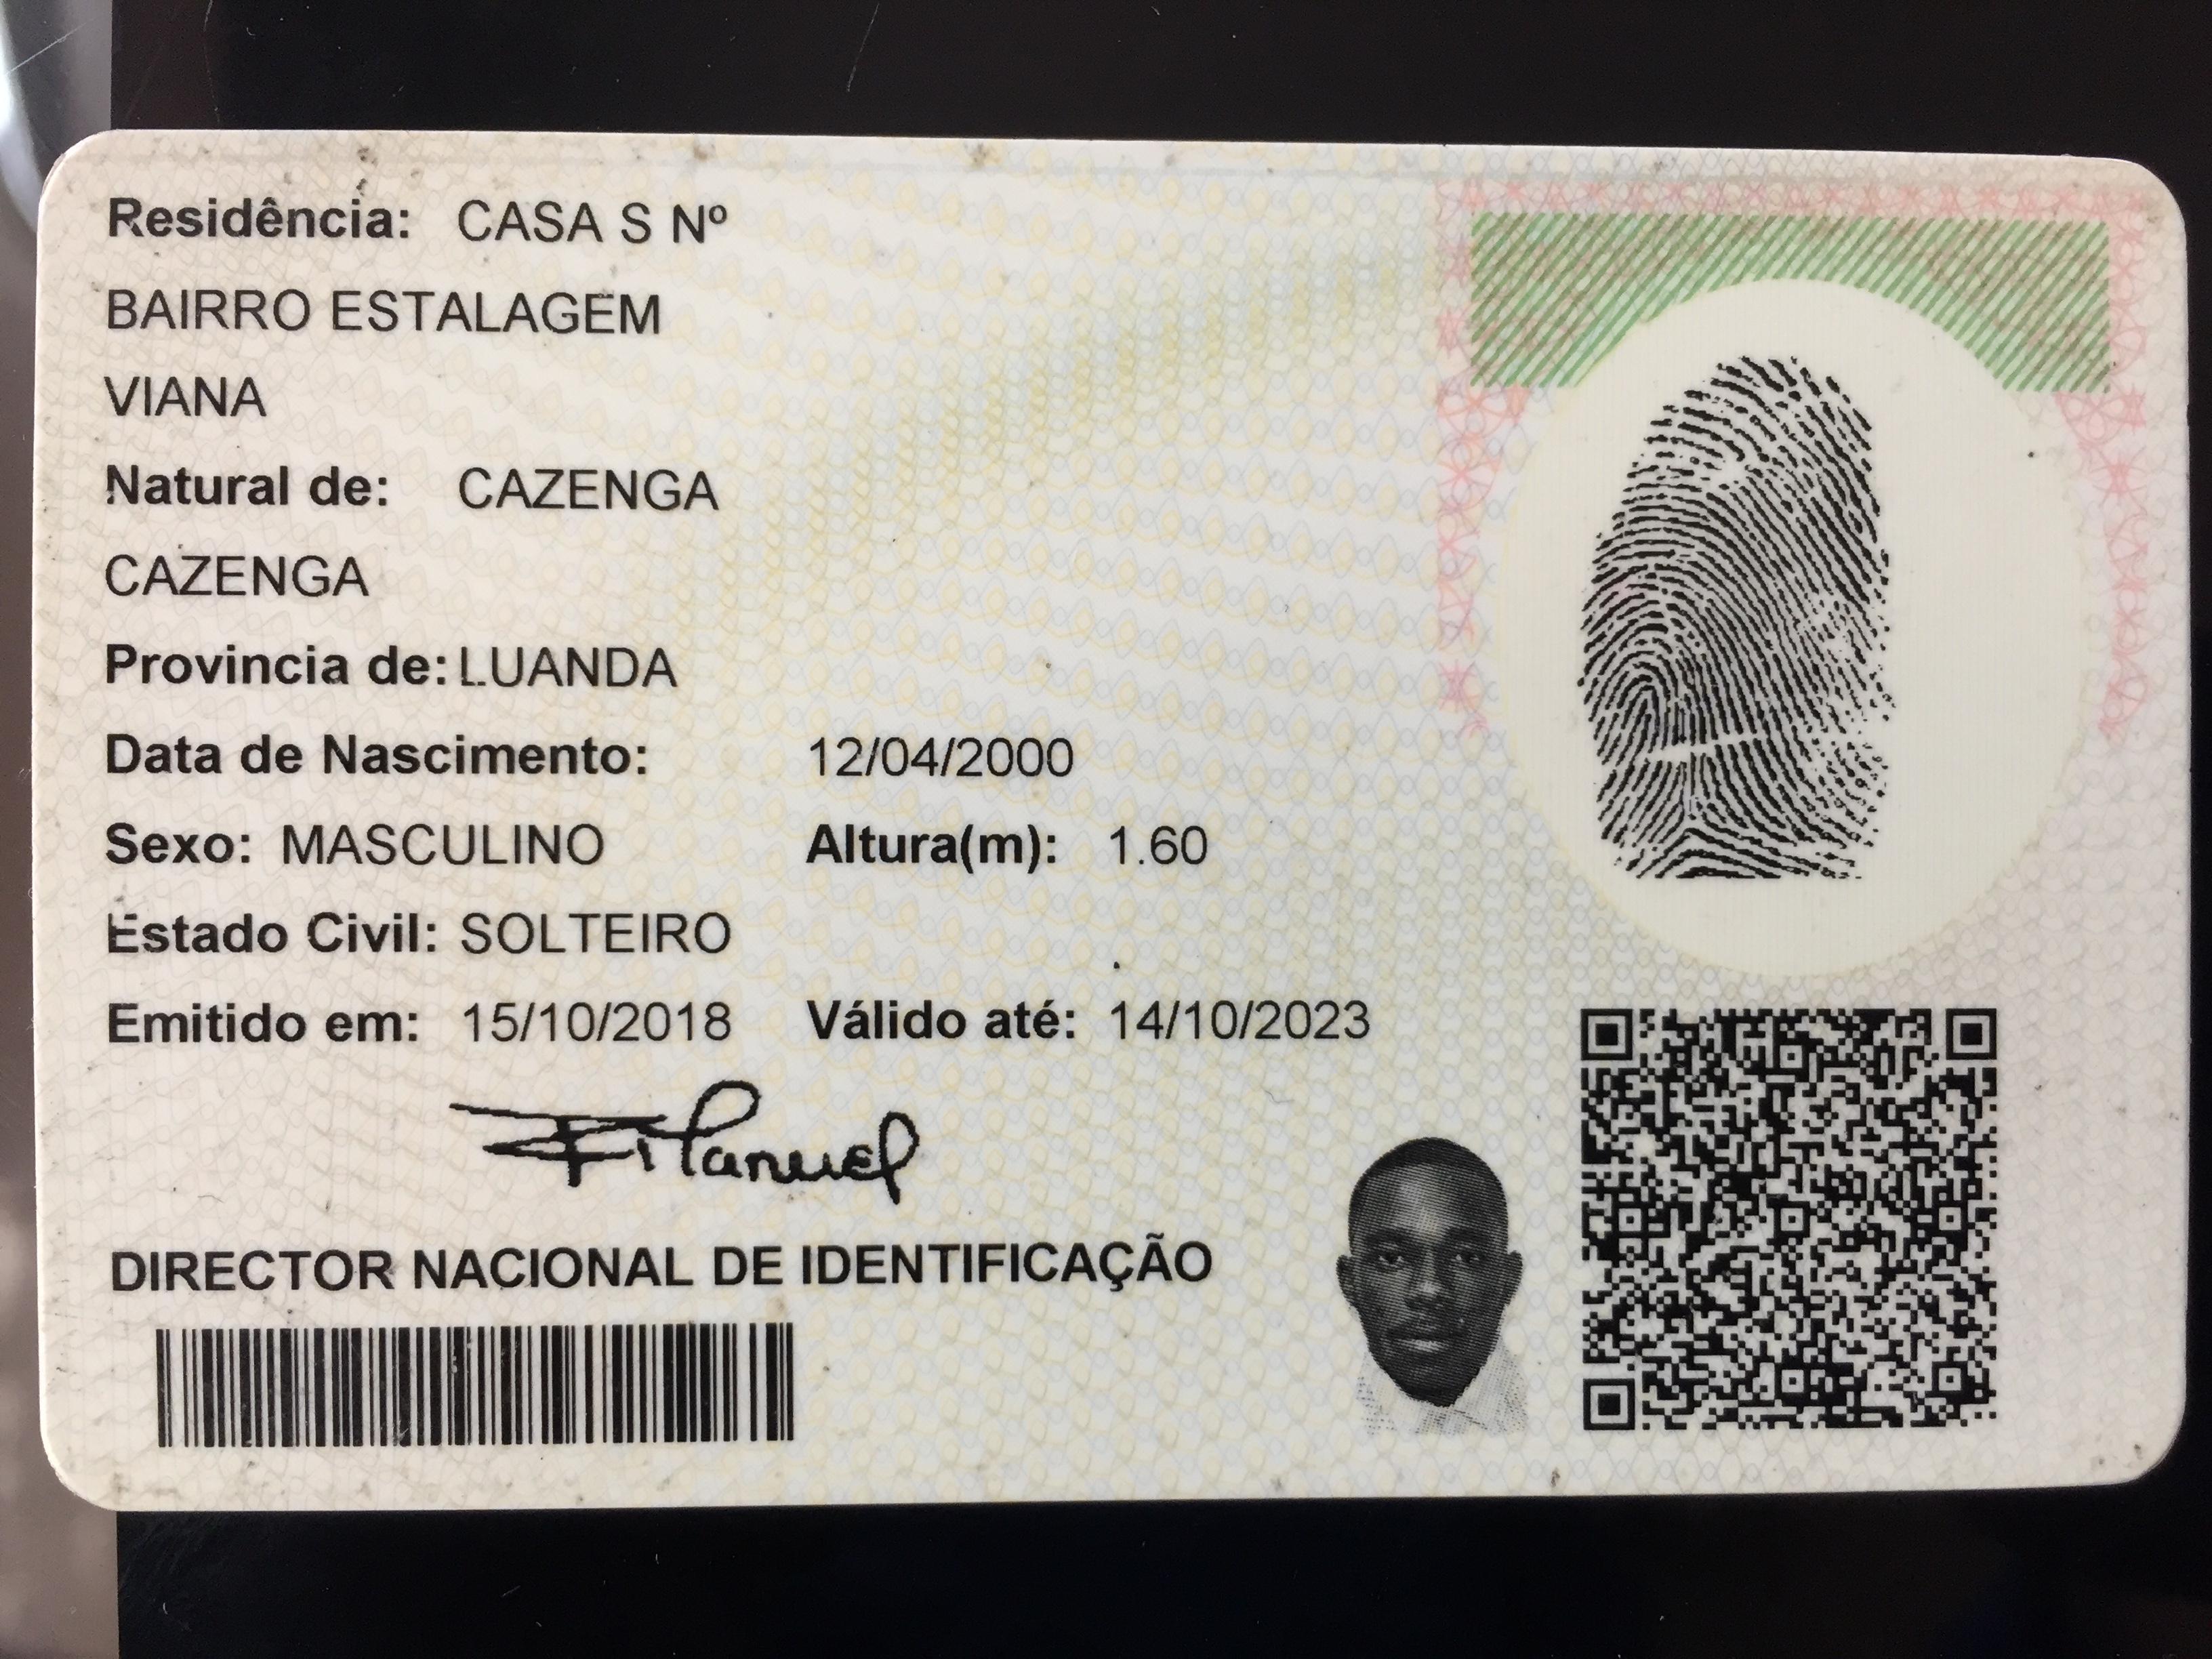 Residência: CASA S Nº
BAIRRO ESTALAGEM
VIANA
Natural de: CAZENGA
CAZENGA
Provincia de: LUANDA
Data de Nascimento: 12/04/2000
Sexo: MASCULINO Altura(m): 1.60
Estado Civil: SOLTEIRO
Emitido em: 15/10/2018 Válido até: 14/10/2023
DIRECTOR NACIONAL DE IDENTIFICAÇÃO